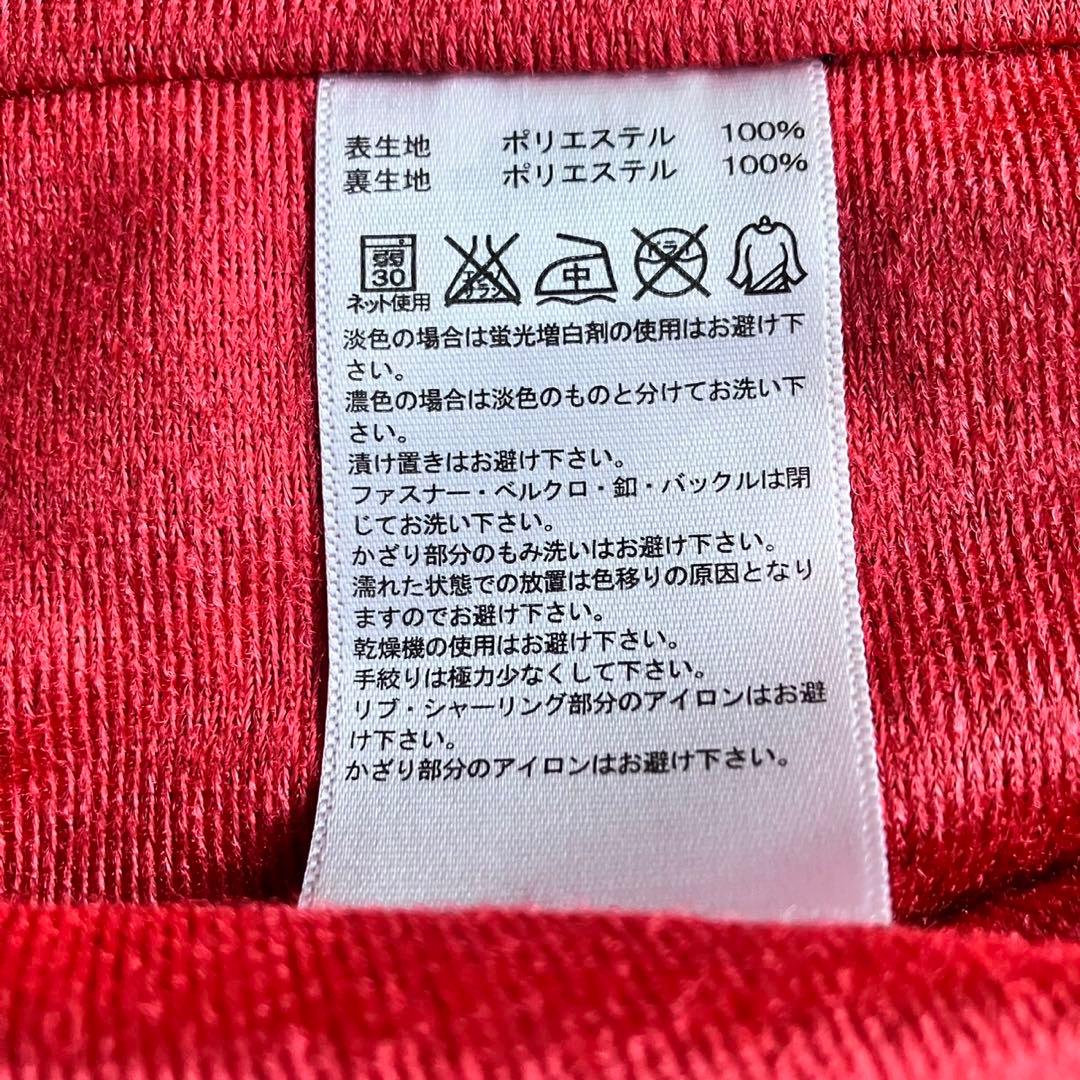 表生地 ポリエステル 100%
裏生地 ポリエステル 100%
弱 中 ドライ
30 エンソ
ネット使用 サラシ
淡色の場合は蛍光増白剤の使用はお避け下
さい。
濃色の場合は淡色のものと分けてお洗い下
さい。
漬け置きはお避け下さい。
ファスナー・ベルクロ・釦・バックルは閉
じてお洗い下さい。
かざり部分のもみ洗いはお避け下さい。
濡れた状態での放置は色移りの原因となり
ますのでお避け下さい。
乾燥機の使用はお避け下さい。
手絞りは極力少なくして下さい。
リブ・シャーリング部分のアイロンはお避
け下さい。
かざり部分のアイロンはお避け下さい。